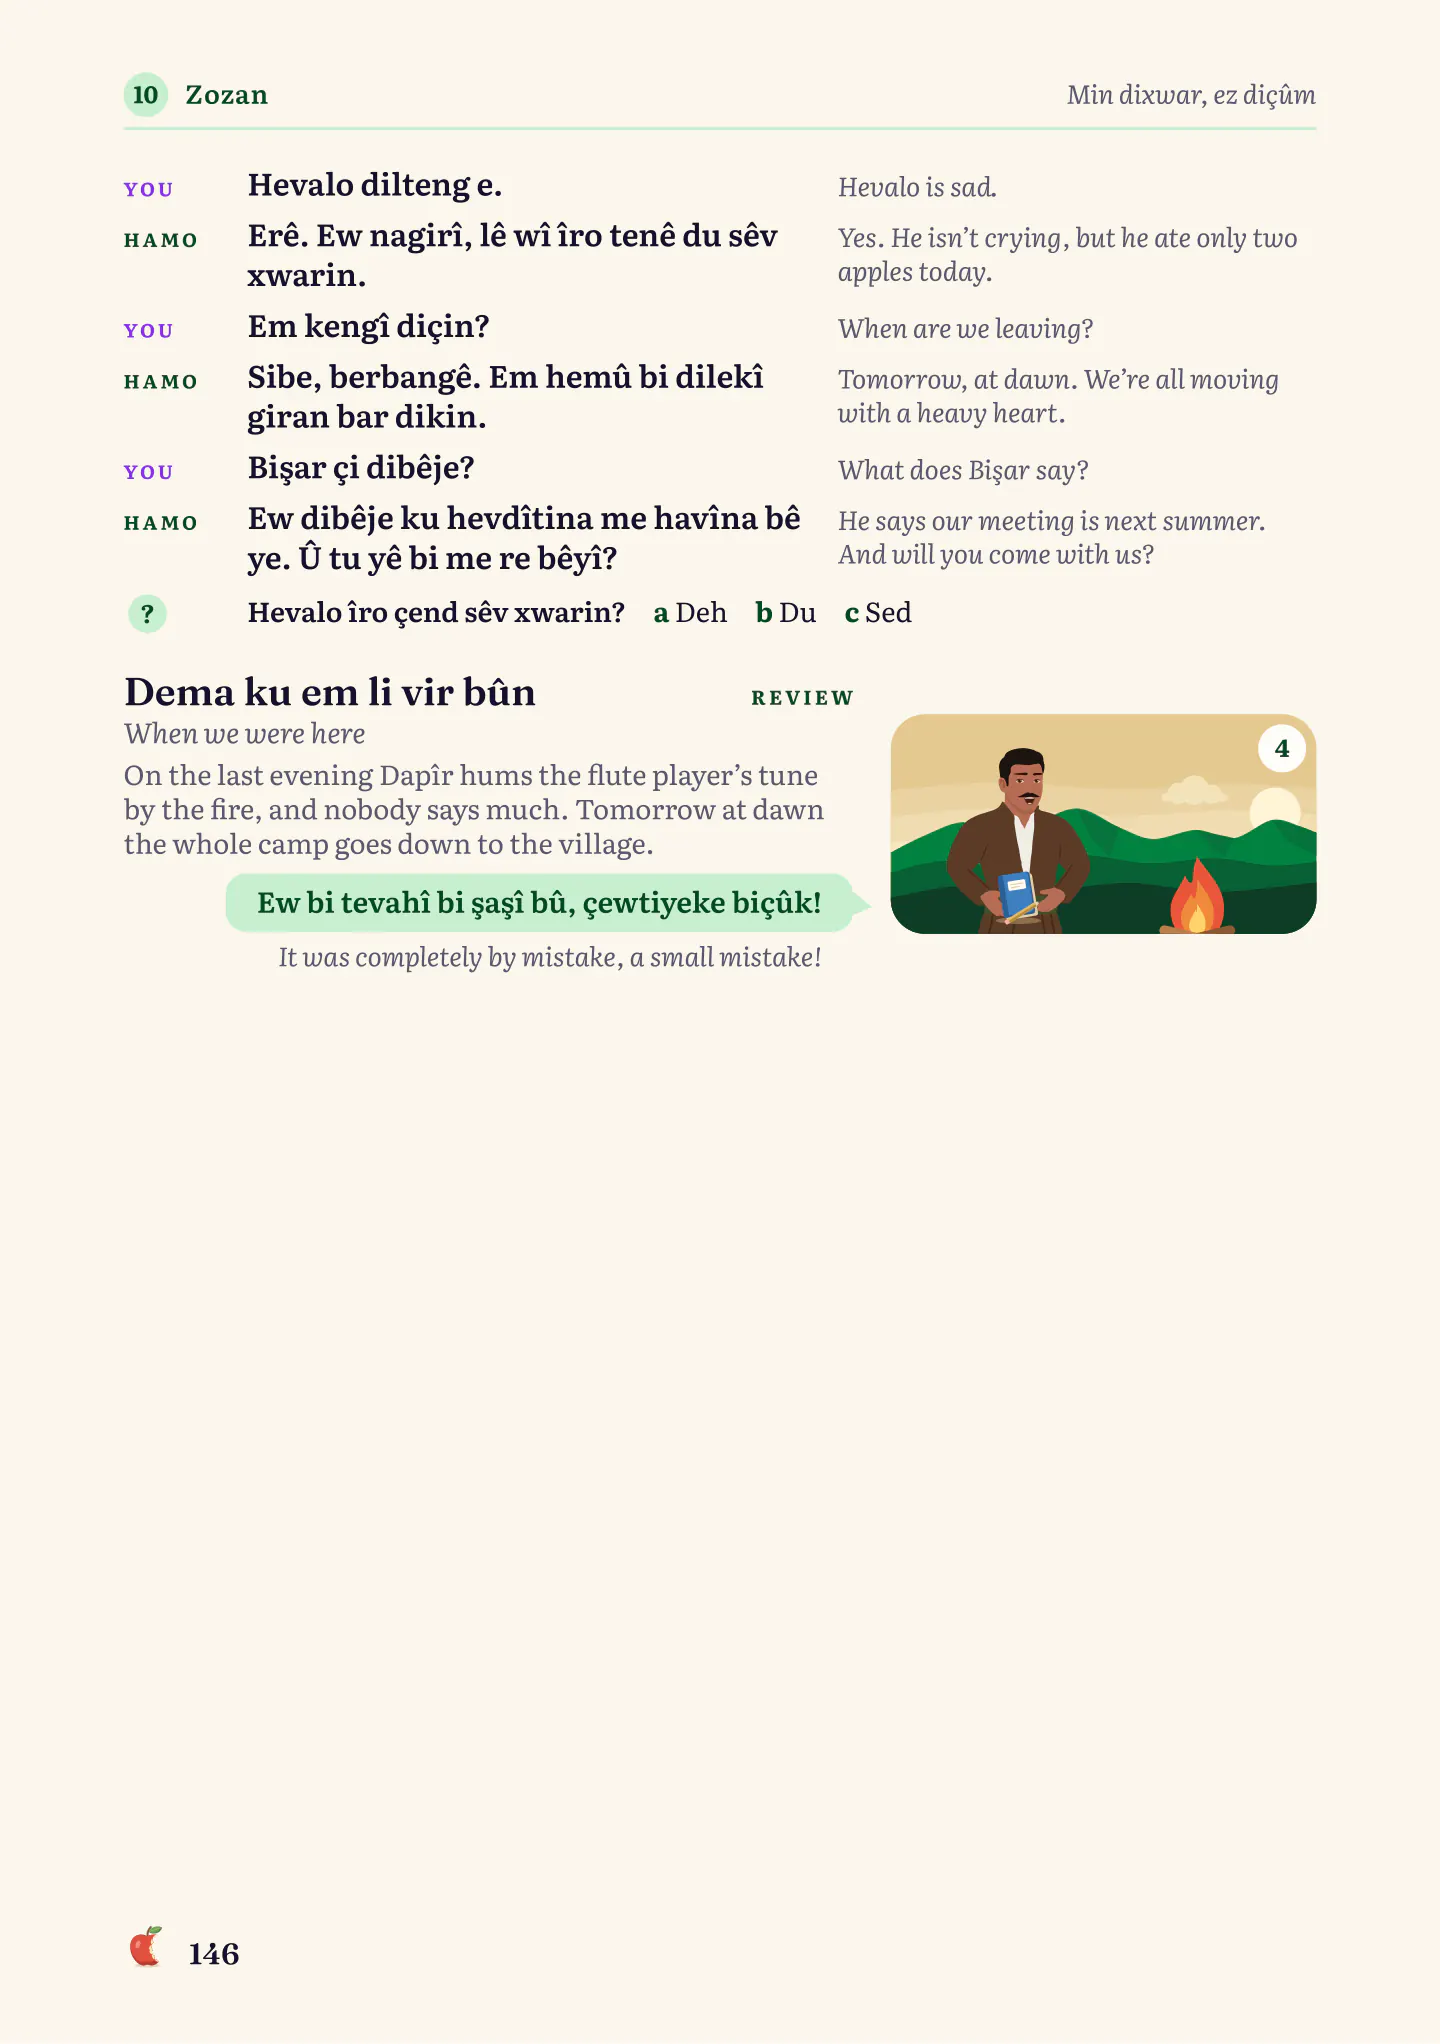 10 Zozan
Min dixwar, ez diçûm
YOU Hevalo dilteng e. Hevalo is sad.
HAMO Erê. Ew nagirî, lê wî îro tenê du sêv Yes. He isn’t crying, but he ate only two
xwarin. apples today.
YOU Em kengî diçin? When are we leaving?
HAMO Sibe, berbangê. Em hemû bi dilekî Tomorrow, at dawn. We’re all moving
giran bar dikin. with a heavy heart.
YOU Bişar çi dibêje? What does Bişar say?
HAMO Ew dibêje ku hevdîtina me havîna bê He says our meeting is next summer.
ye. Û tu yê bi me re bêyî? And will you come with us?
? Hevalo îro çend sêv xwarin? a Deh b Du c Sed
Dema ku em li vir bûn REVIEW
When we were here
On the last evening Dapîr hums the flute player’s tune
by the fire, and nobody says much. Tomorrow at dawn
the whole camp goes down to the village.
Ew bi tevahî bi şaşî bû, çewtiyeke biçûk!
It was completely by mistake, a small mistake!
4
146